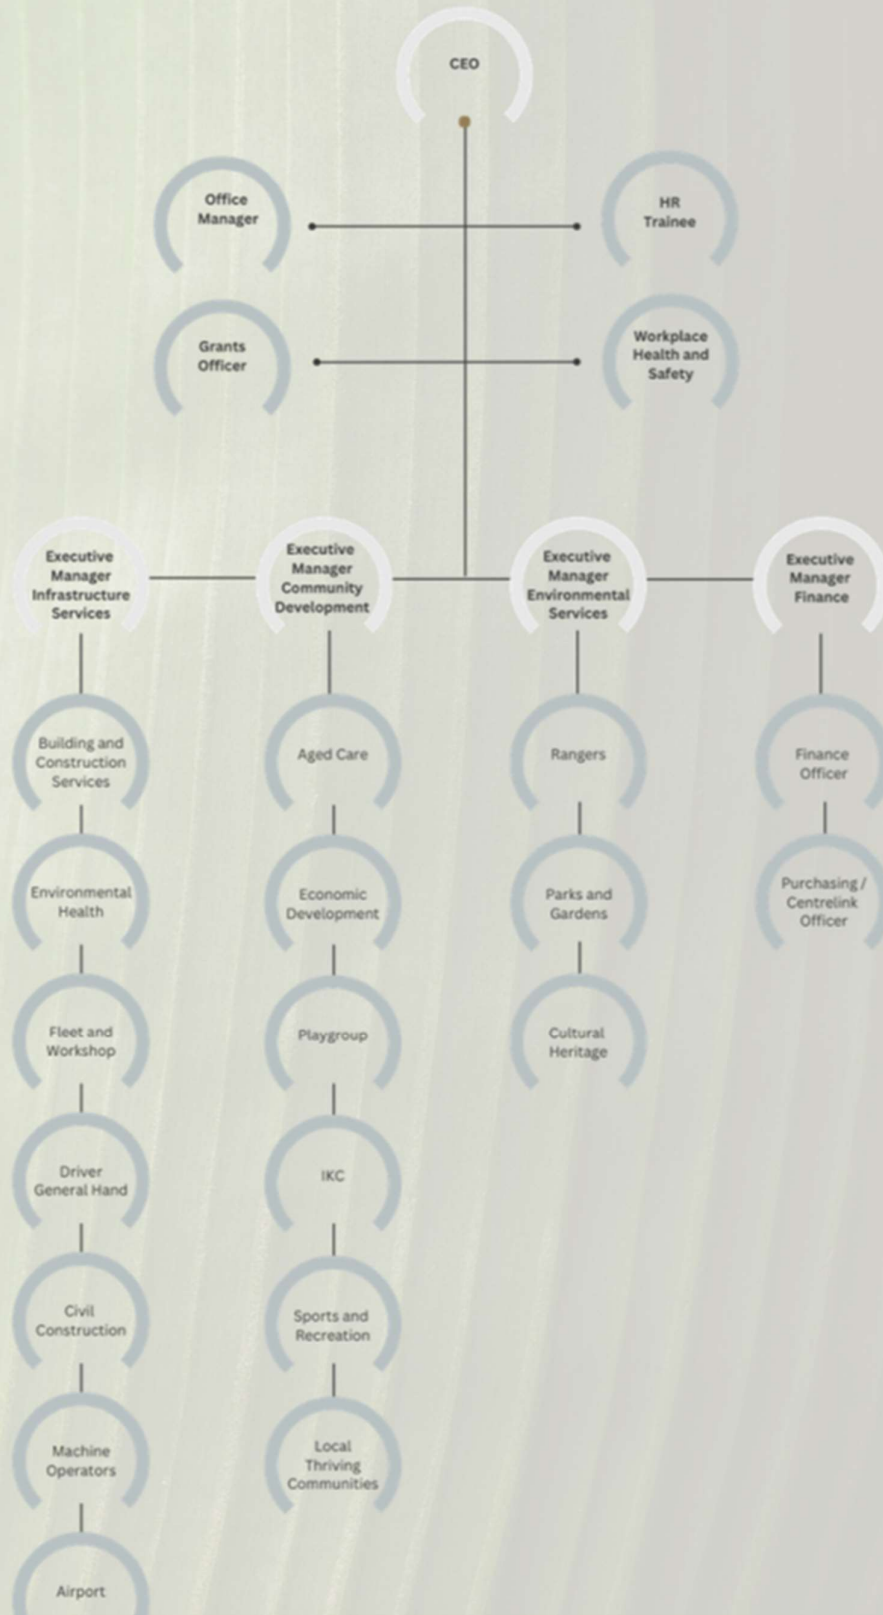 CEO
Office
Manager
HR
Trainee
Grants
Officer
Workplace
Health and
Safety
Executive
Manager
Infrastructure
Services
Executive
Manager
Community
Development
Executive
Manager
Environmental
Services
Executive
Manager
Finance
Building and
Construction
Services
Aged Care
Rangers
Finance
Officer
Environmental
Health
Economic
Development
Parks and
Gardens
Purchasing /
Centrelink
Officer
Fleet and
Workshop
Playgroup
Cultural
Heritage
Driver
General Hand
IKC
Civil
Construction
Sports and
Recreation
Machine
Operators
Local
Thriving
Communities
Airport